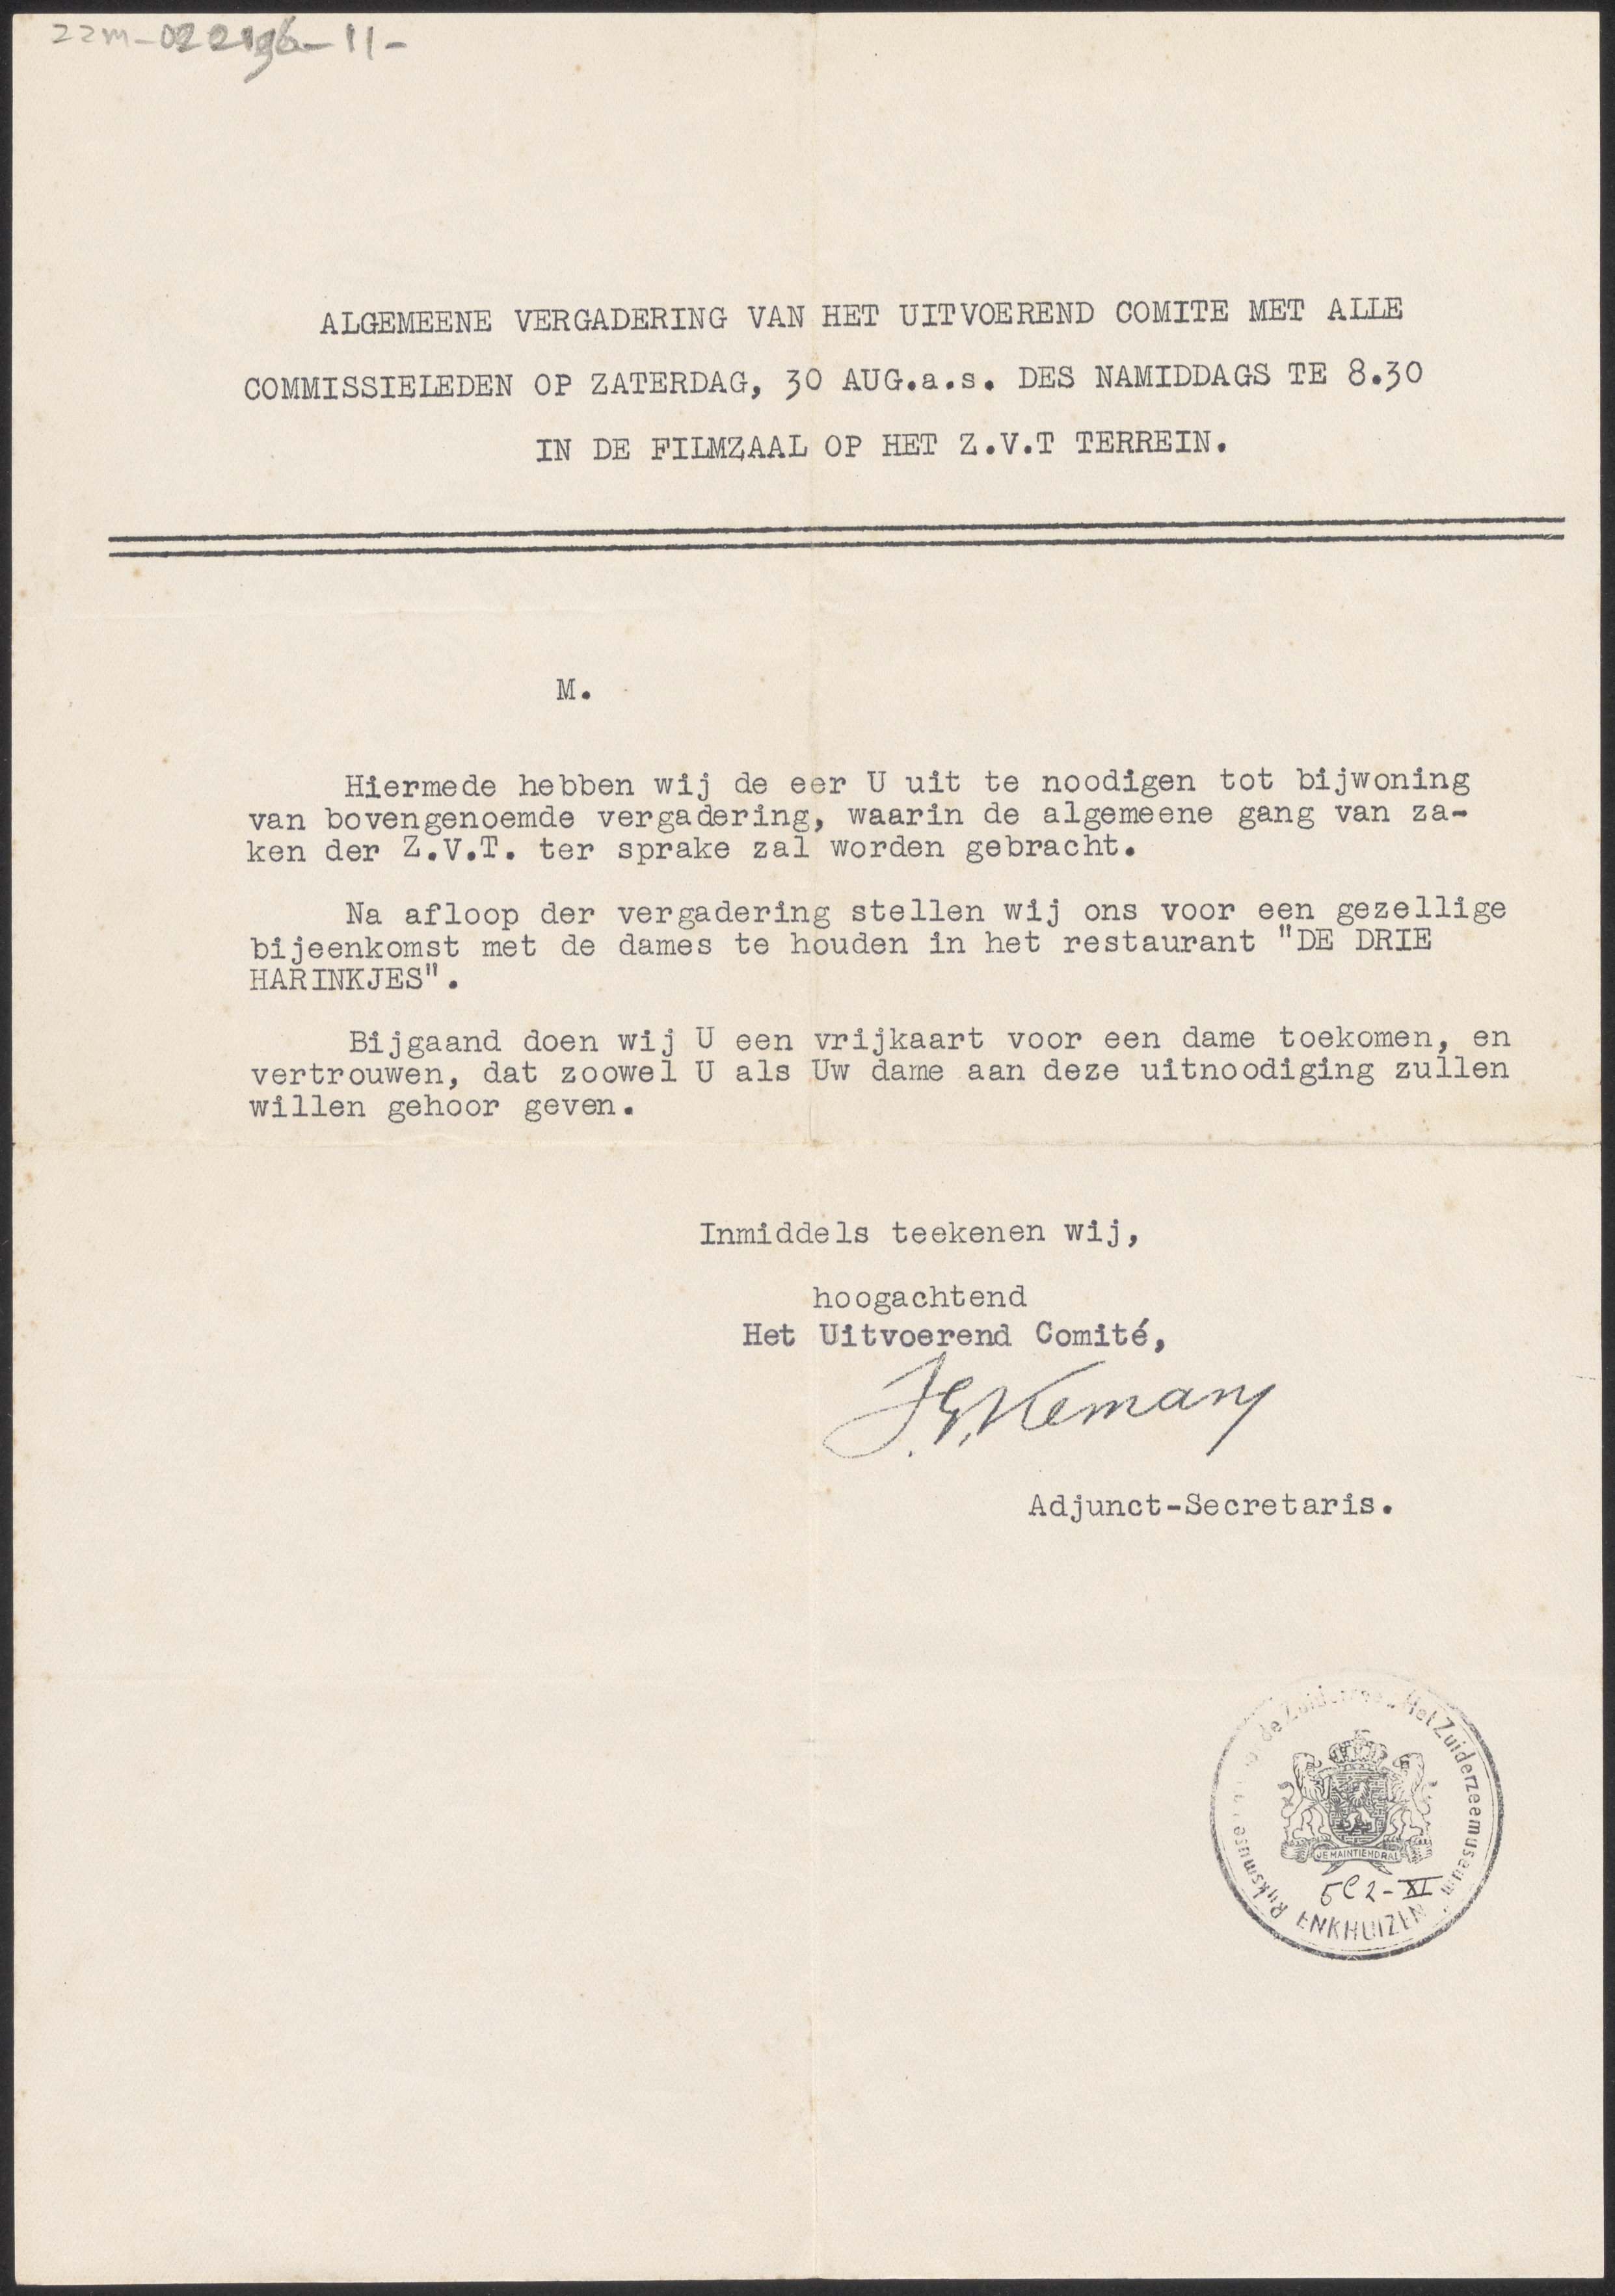 ALGEMEENE VERGADERING VAN HET UITVOEREND COMITE MET ALLE
COMMISSIELEDEN OP ZATERDAG, 30 AUG.a.s. DES NAMIDDAGS TE 8.30
IN DE FILMZAAL OP HET Z.V.T TERREIN.
M.
Hiermede hebben wij de eer U uit te noodigen tot bijwoning
van bovengenoemde vergadering, waarin de algemeene gang van za-
ken der Z.V.T. ter sprake zal worden gebracht.
Na afloop der vergadering stellen wij ons voor een gezellige
bijeenkomst met de dames te houden in het restaurant "DE DRIE
HARINKJES".
Bijgaand doen wij U een vrijkaart voor een dame toekomen, en
vertrouwen, dat zoowel U als Uw dame aan deze uitnoodiging zullen
willen gehoor geven.
Inmiddels teekenen wij,
hoogachtend
Het Uitvoerend Comité,
Adjunct-Secretaris.
Het Zuiderzeemuseum
JE MAINTIENDRAI
5C2-XI
ENKHUIZEN